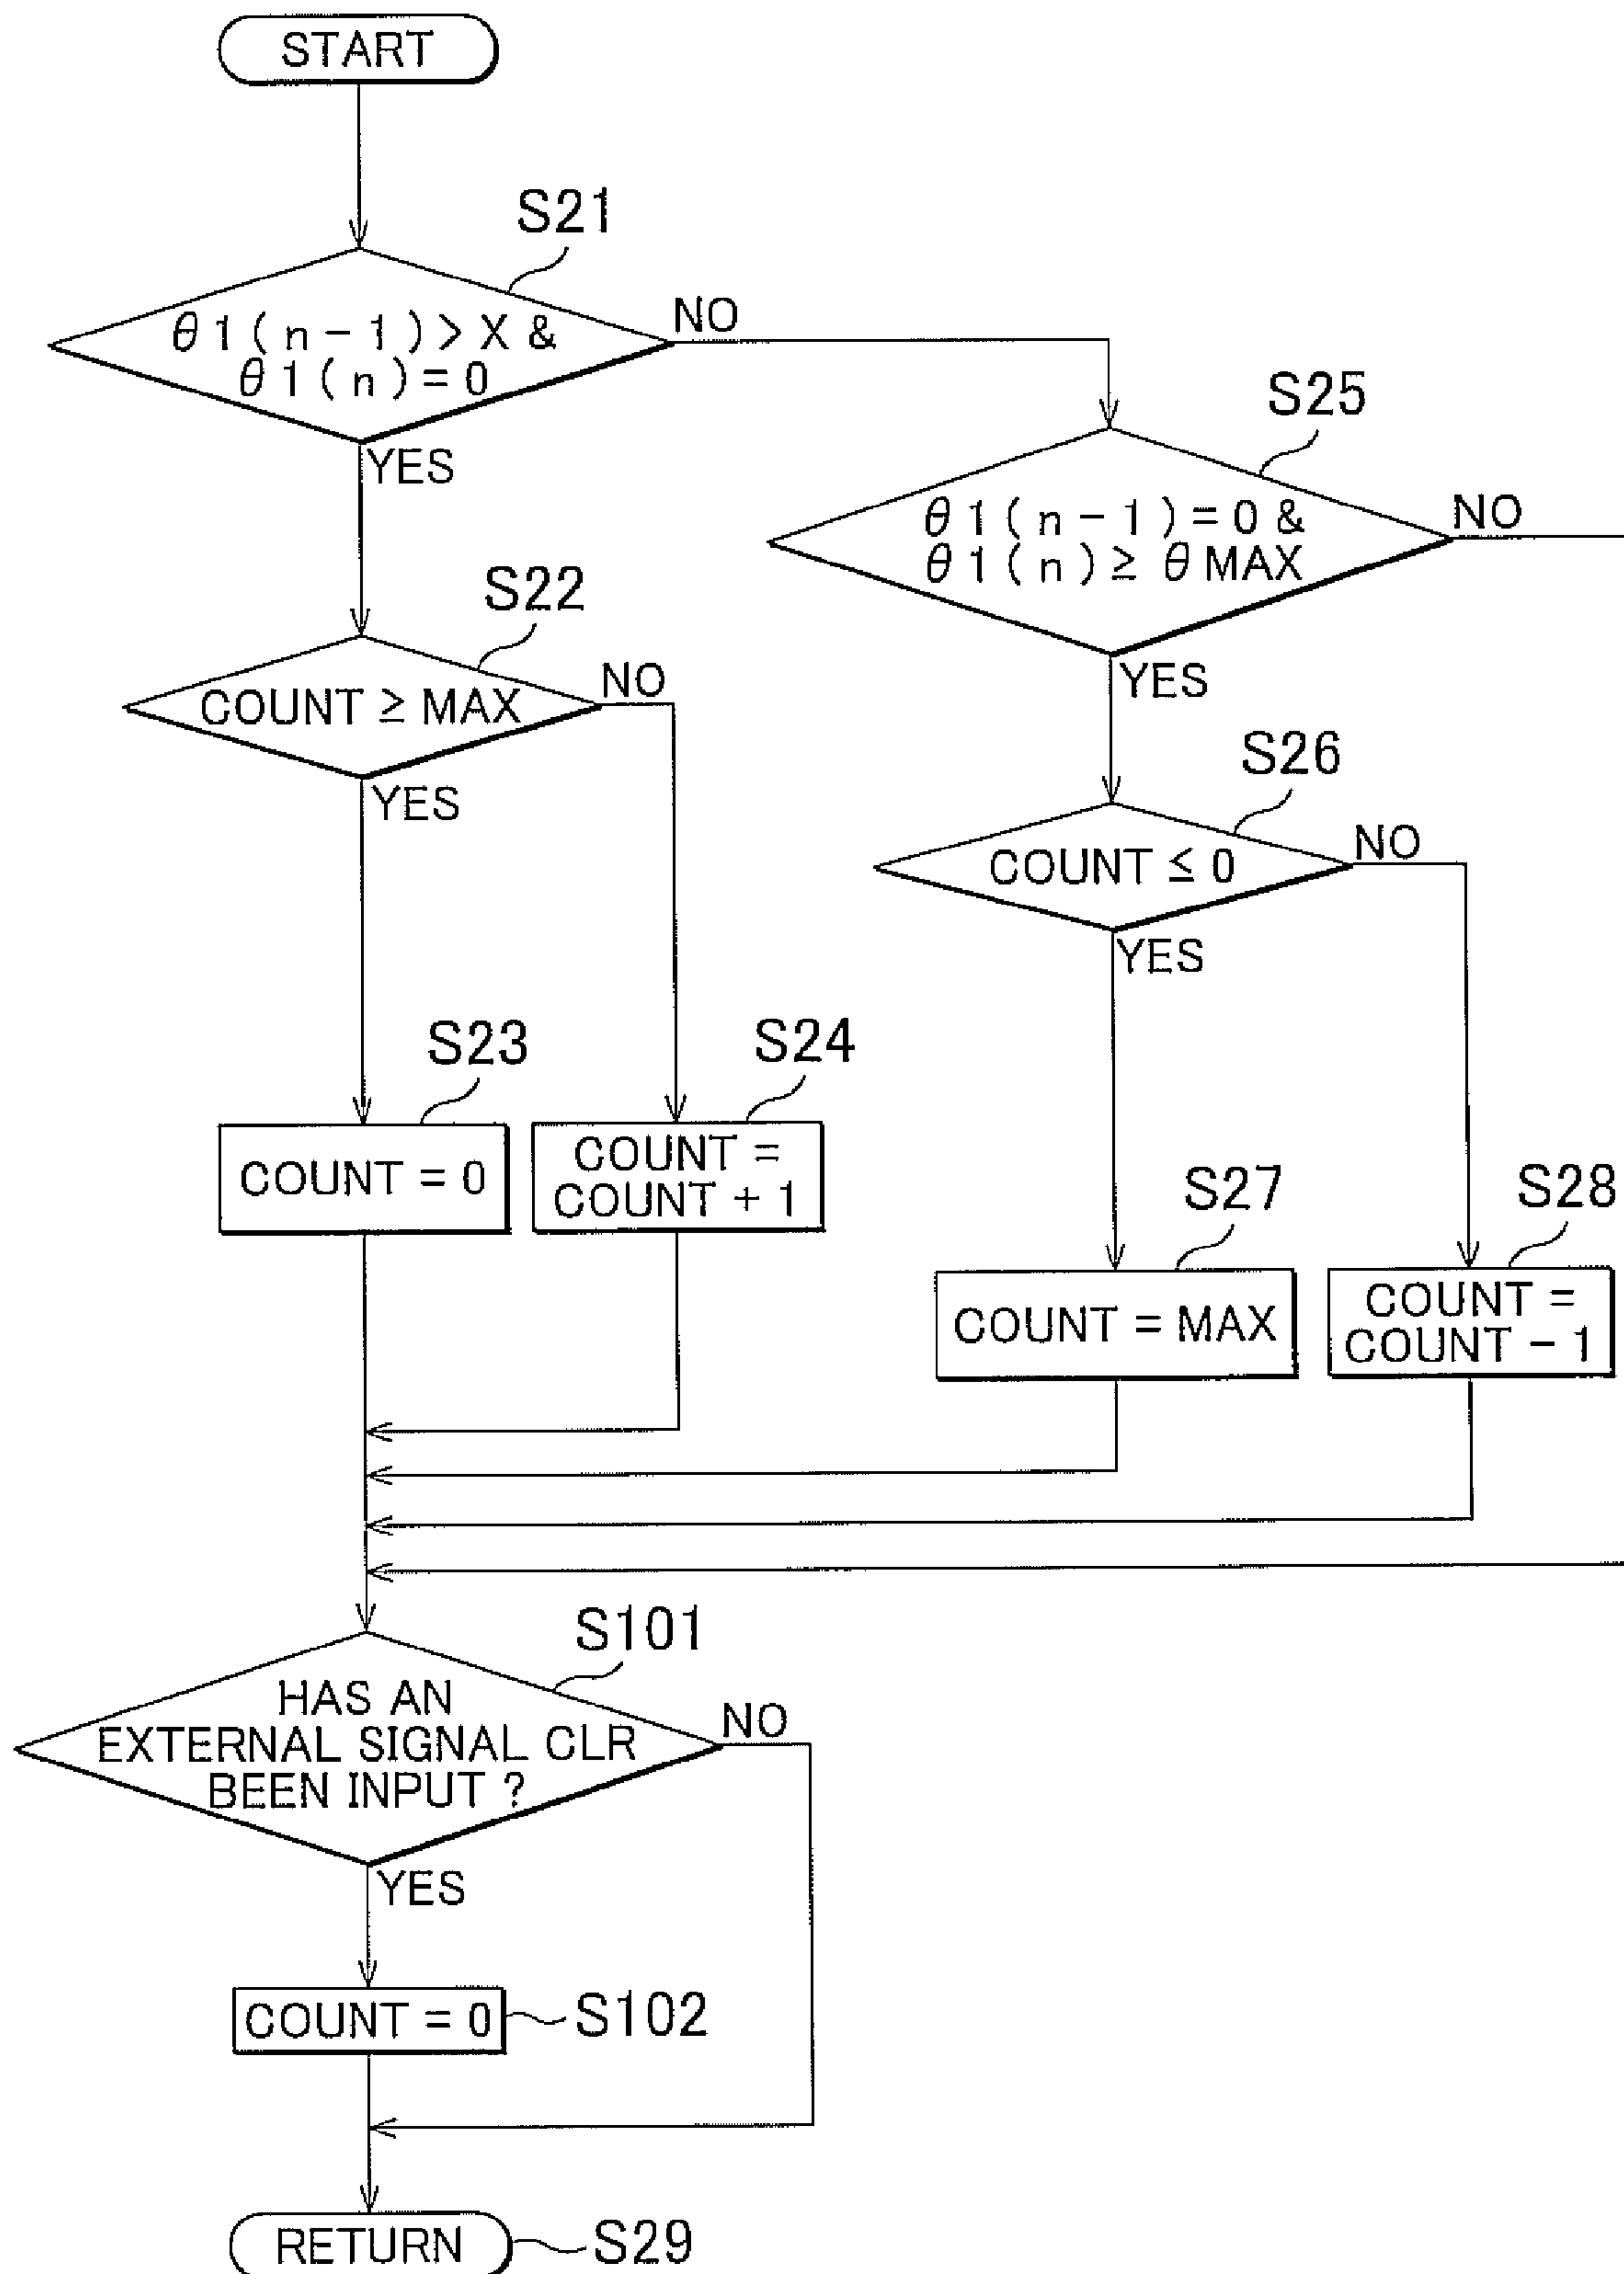 START
S21
θ1(n-1)>X &
θ1(n)=0
NO
YES
S25
θ1(n-1)=0 &
θ1(n)≥θMAX
NO
YES
S22
COUNT ≥ MAX
NO
YES
S26
COUNT ≤ 0
NO
YES
S23
COUNT = 0
S24
COUNT =
COUNT + 1
S27
COUNT = MAX
S28
COUNT =
COUNT - 1
S101
HAS AN
EXTERNAL SIGNAL CLR
BEEN INPUT ?
NO
YES
COUNT = 0
S102
RETURN
S29